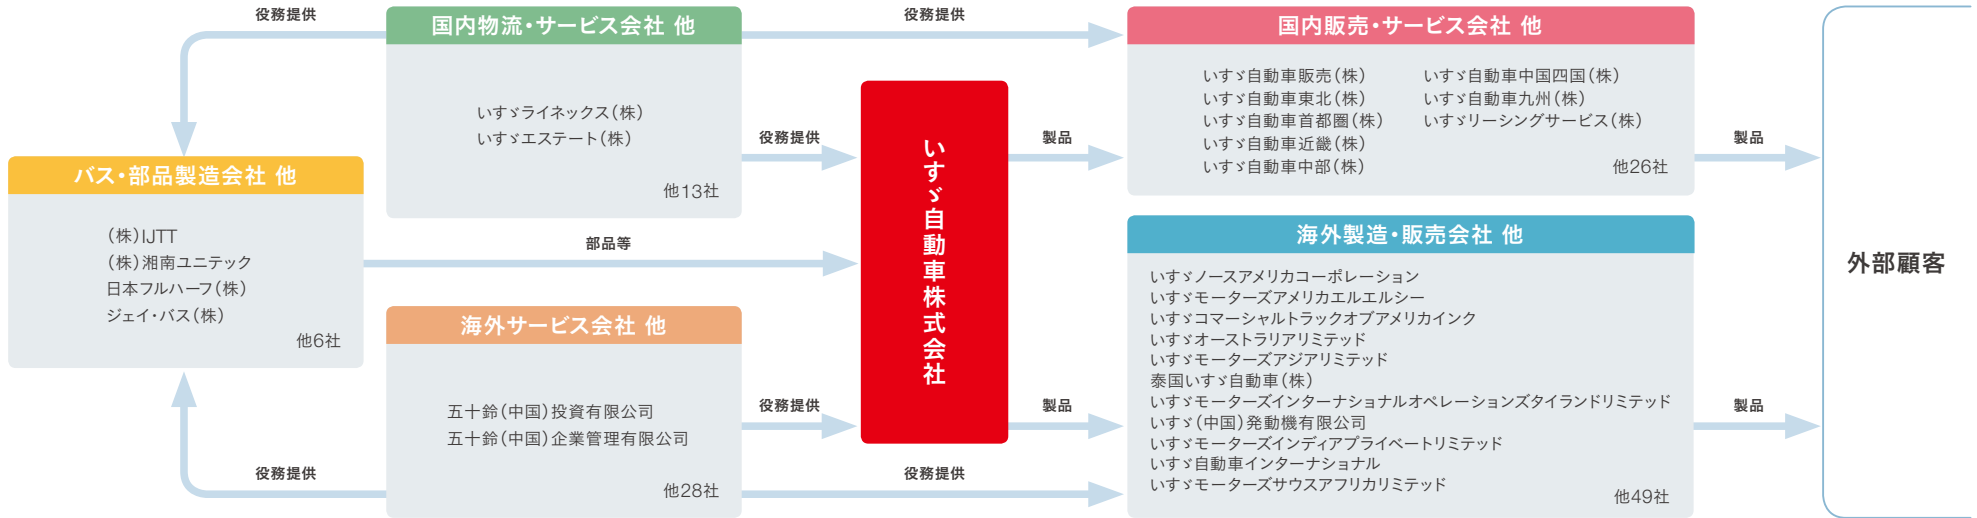 役務提供
国内物流・サービス会社 他
いすゞライネックス(株)
いすゞエステート(株)
他13社
役務提供
役務提供
バス・部品製造会社 他
(株)IJTT
(株)湘南ユニテック
日本フルハーフ(株)
ジェイ・バス(株)
他6社
部品等
海外サービス会社 他
五十鈴(中国)投資有限公司
五十鈴(中国)企業管理有限公司
他28社
役務提供
役務提供
役務提供
いすゞ自動車株式会社
製品
製品
国内販売・サービス会社 他
いすゞ自動車販売(株)
いすゞ自動車東北(株)
いすゞ自動車首都圏(株)
いすゞ自動車近畿(株)
いすゞ自動車中部(株)
いすゞ自動車中国四国(株)
いすゞ自動車九州(株)
いすゞリーシングサービス(株)
他26社
海外製造・販売会社 他
いすゞノースアメリカコーポレーション
いすゞモーターズアメリカエルエルシー
いすゞコマーシャルトラックオブアメリカインク
いすゞオーストラリアリミテッド
いすゞモーターズアジアリミテッド
泰国いすゞ自動車(株)
いすゞモーターズインターナショナルオペレーションズタイランドリミテッド
いすゞ(中国)発動機有限公司
いすゞモーターズインディアプライベートリミテッド
いすゞ自動車インターナショナル
いすゞモーターズサウスアフリカリミテッド
他49社
製品
製品
外部顧客